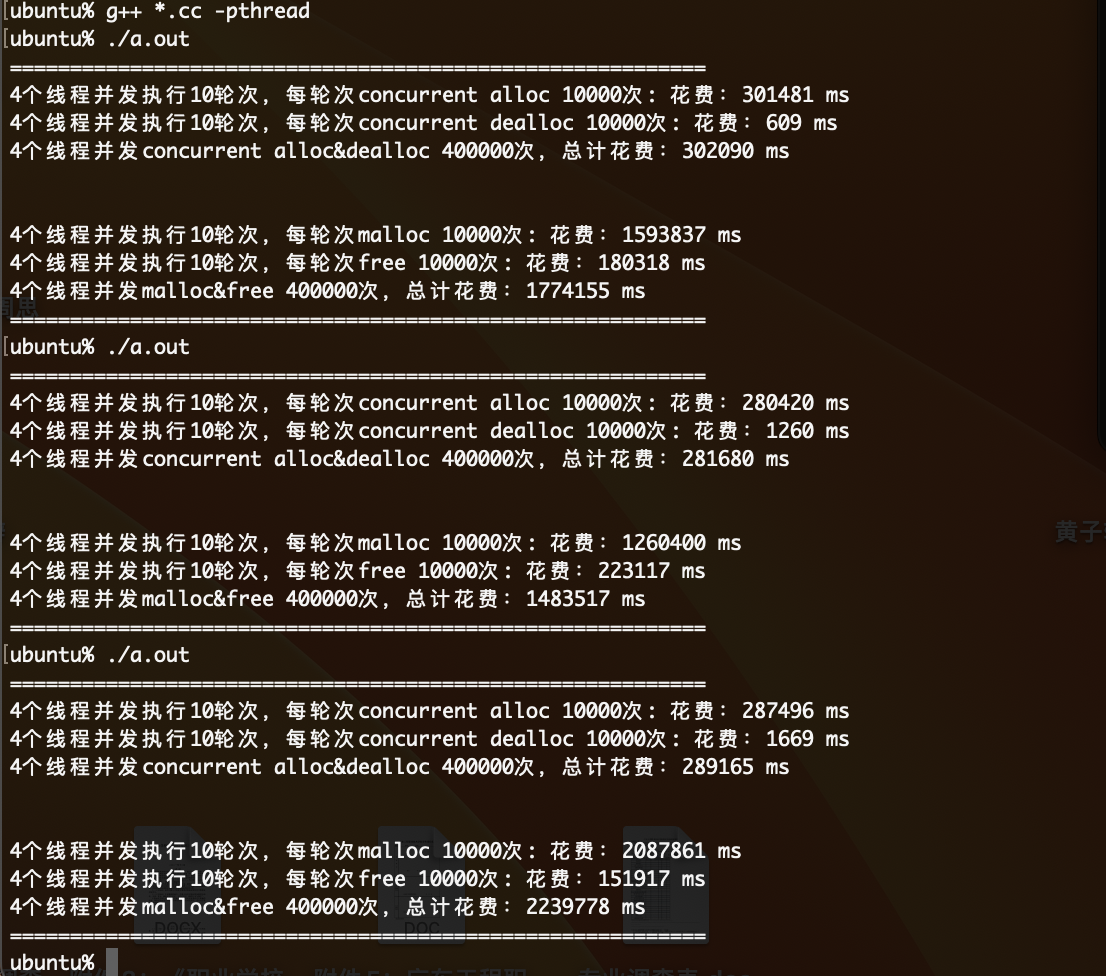 [ubuntu% g++ *.cc -pthread
[ubuntu% ./a.out
==========================================================
4个线程并发执行10轮次, 每轮次concurrent alloc 10000次: 花费: 301481 ms
4个线程并发执行10轮次, 每轮次concurrent dealloc 10000次: 花费: 609 ms
4个线程并发concurrent alloc&dealloc 400000次, 总计花费: 302090 ms
4个线程并发执行10轮次, 每轮次malloc 10000次: 花费: 1593837 ms
4个线程并发执行10轮次, 每轮次free 10000次: 花费: 180318 ms
4个线程并发malloc&free 400000次, 总计花费: 1774155 ms
==========================================================
[ubuntu% ./a.out
==========================================================
4个线程并发执行10轮次, 每轮次concurrent alloc 10000次: 花费: 280420 ms
4个线程并发执行10轮次, 每轮次concurrent dealloc 10000次: 花费: 1260 ms
4个线程并发concurrent alloc&dealloc 400000次, 总计花费: 281680 ms
黄子
4个线程并发执行10轮次, 每轮次malloc 10000次: 花费: 1260400 ms
4个线程并发执行10轮次, 每轮次free 10000次: 花费: 223117 ms
4个线程并发malloc&free 400000次, 总计花费: 1483517 ms
==========================================================
[ubuntu% ./a.out
==========================================================
4个线程并发执行10轮次, 每轮次concurrent alloc 10000次: 花费: 287496 ms
4个线程并发执行10轮次, 每轮次concurrent dealloc 10000次: 花费: 1669 ms
4个线程并发concurrent alloc&dealloc 400000次, 总计花费: 289165 ms
4个线程并发执行10轮次, 每轮次malloc 10000次: 花费: 2087861 ms
4个线程并发执行10轮次, 每轮次free 10000次: 花费: 151917 ms
4个线程并发malloc&free 400000次, 总计花费: 2239778 ms
DOCX DOC
==========================================================
ubuntu%